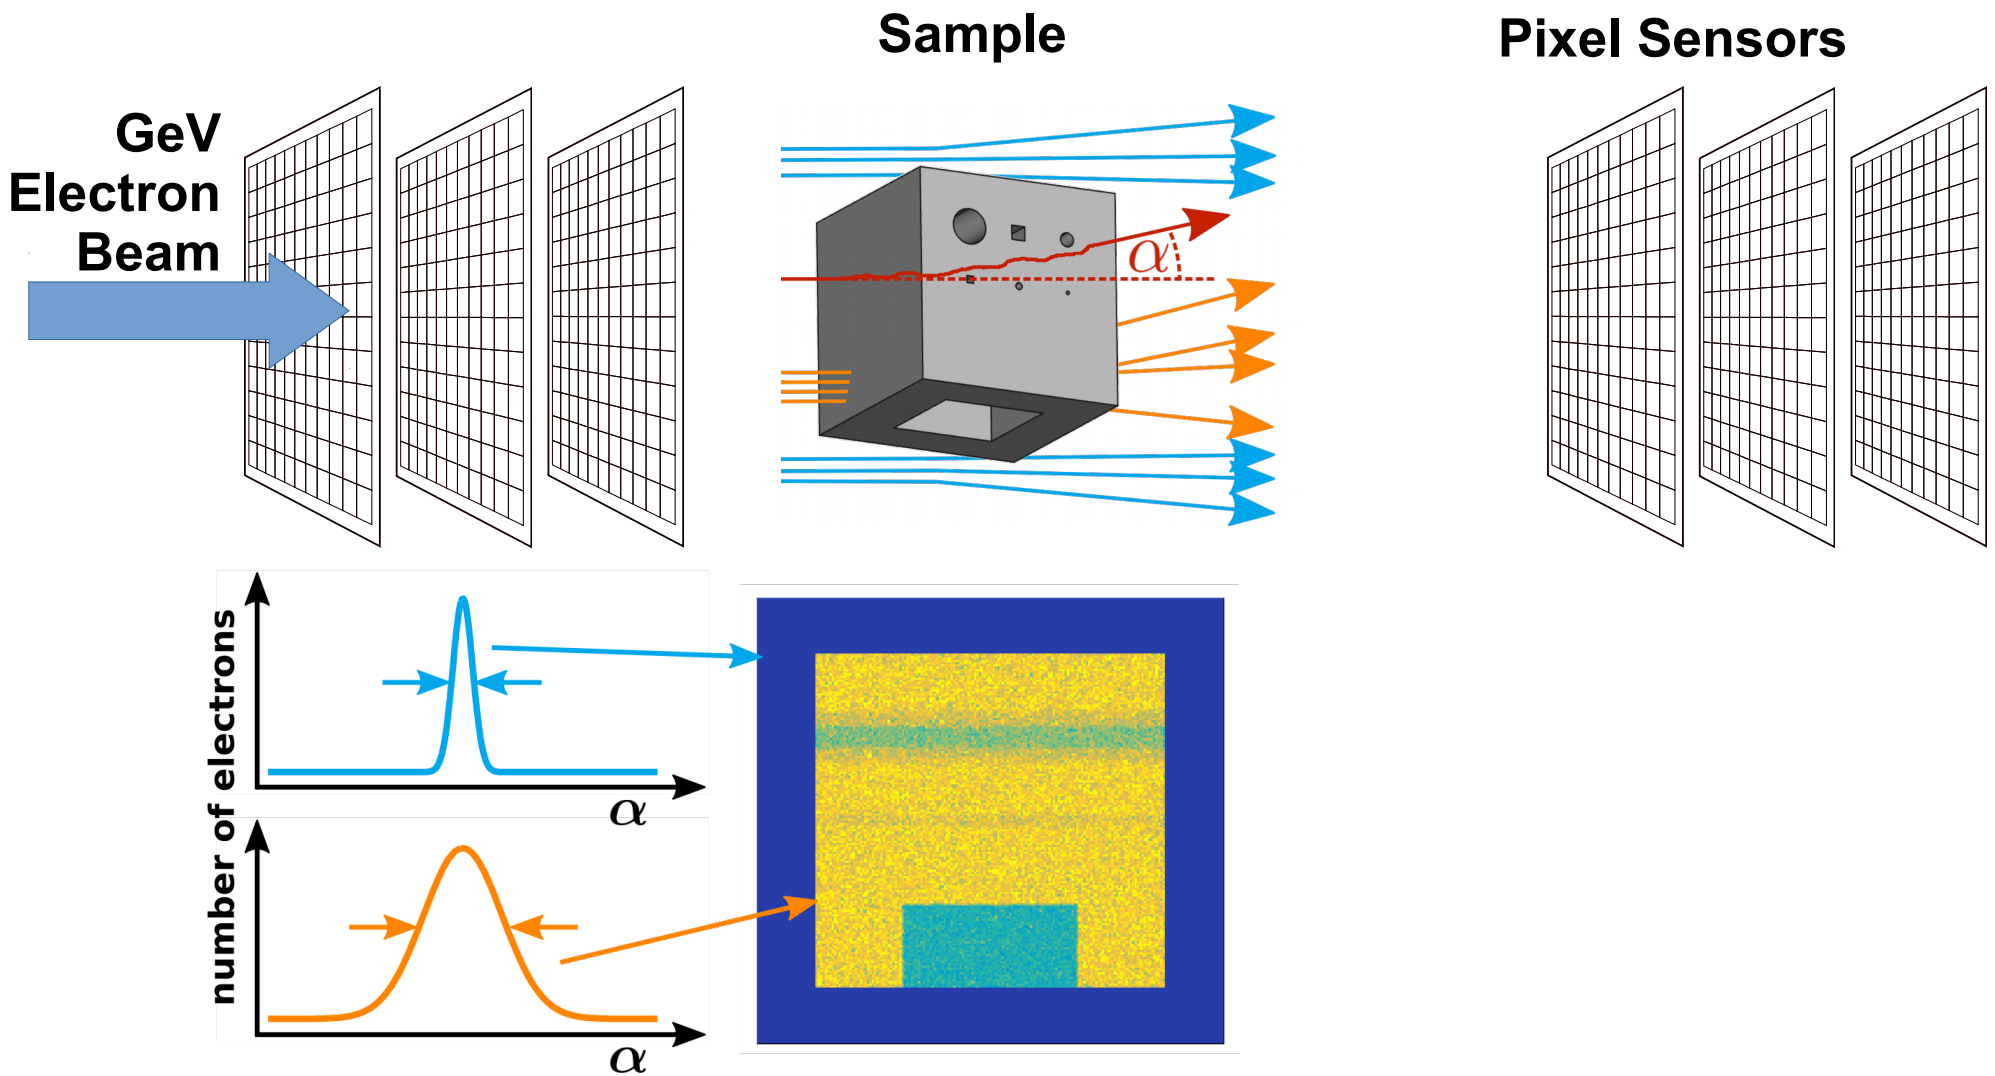 Sample
Pixel Sensors
GeV
Electron
Beam
α
number of electrons
α
α